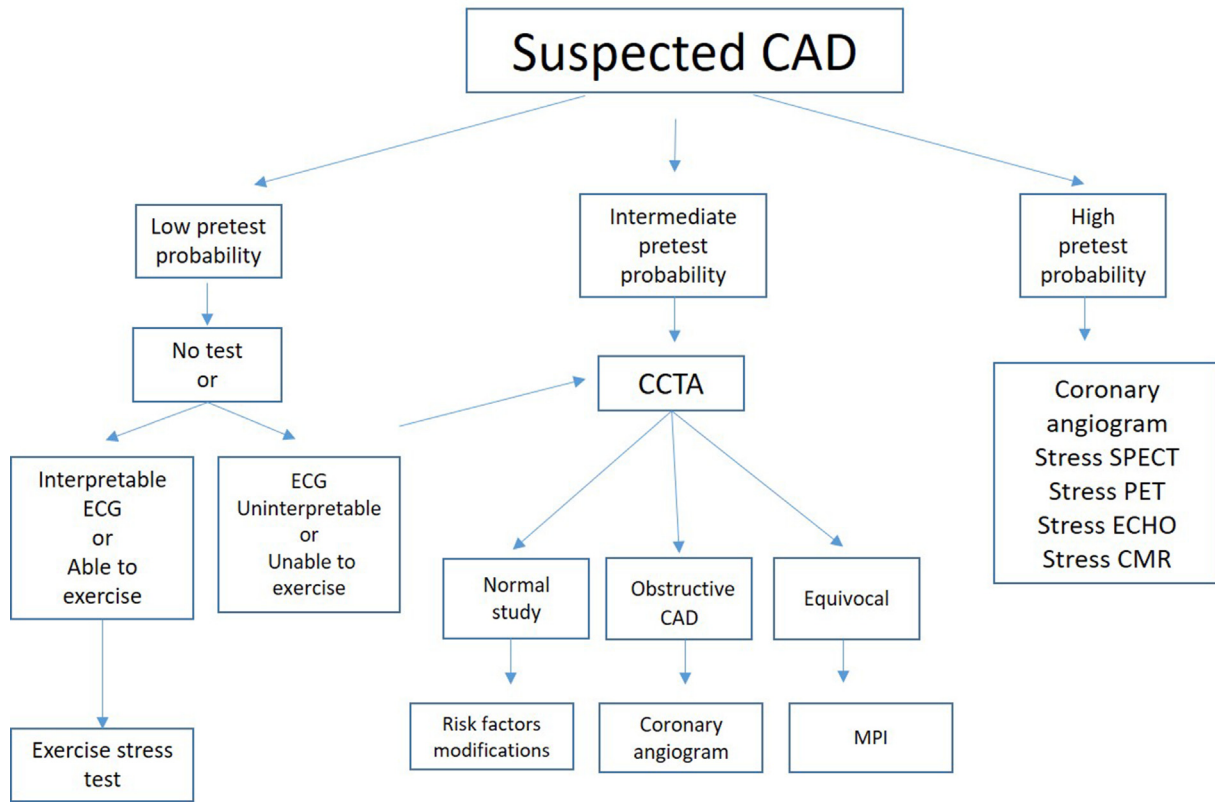 Suspected CAD
Low pretest
probability
Intermediate
pretest
probability
High
pretest
probability
No test
or
CCTA
Coronary
angiogram
Stress SPECT
Stress PET
Stress ECHO
Stress CMR
Interpretable
ECG
or
Able to
exercise
ECG
Uninterpretable
or
Unable to
exercise
Normal
study
Obstructive
CAD
Equivocal
Risk factors
modifications
Coronary
angiogram
MPI
Exercise stress
test